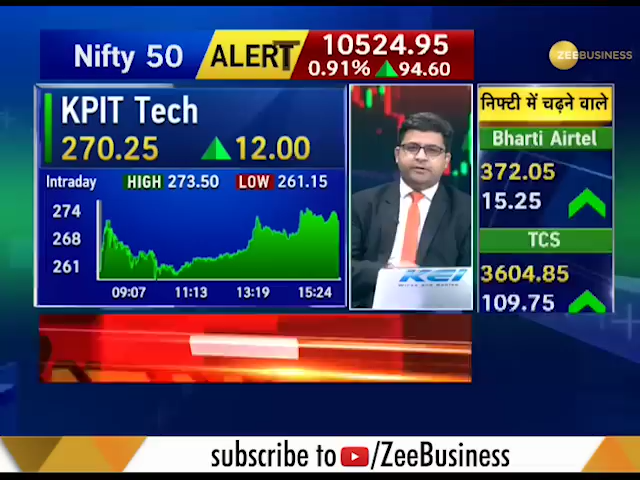 Nifty 50
ALERT
10524.95
0.91% 94.60
ZEEBUSINESS
KPIT Tech
270.25 12.00
Intraday HIGH 273.50 LOW 261.15
274
268
261
09:07 11:13 13:19 15:24
KEI
निफ्टी में चढ़ने वाले
Bharti Airtel
372.05
15.25
TCS
3604.85
109.75
subscribe to /ZeeBusiness